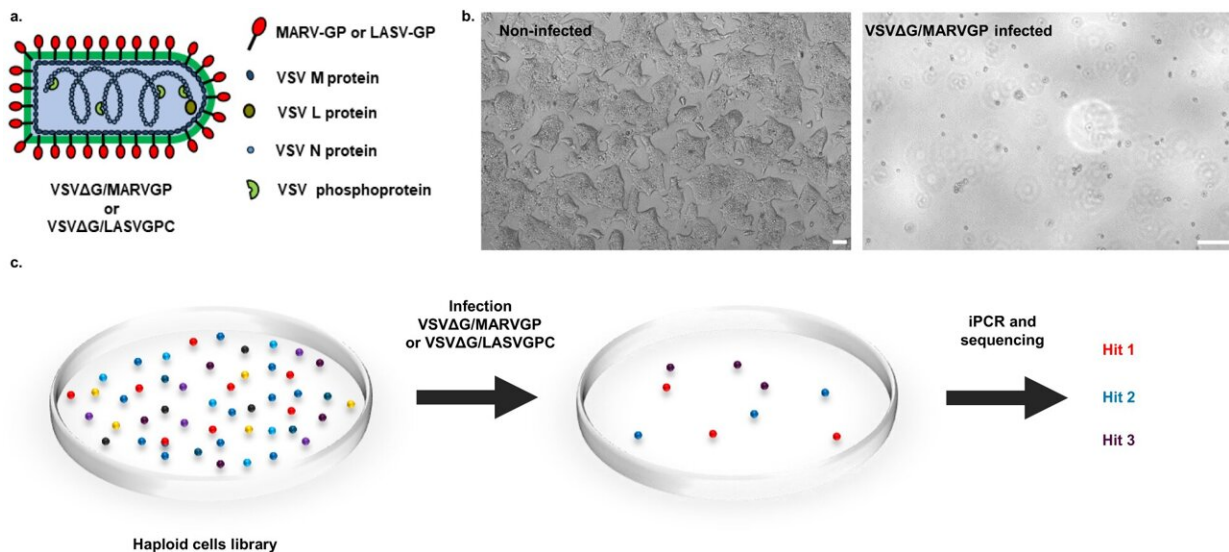 a.
MARV-GP or LASV-GP
VSV M protein
VSV L protein
VSV N protein
VSV phosphoprotein
VSVΔG/MARVGP
or
VSVΔG/LASVGPC
b.
Non-infected
VSVΔG/MARVGP infected
c.
Infection
VSVΔG/MARVGP
or VSVΔG/LASVGPC
iPCR and
sequencing
Hit 1
Hit 2
Hit 3
Haploid cells library